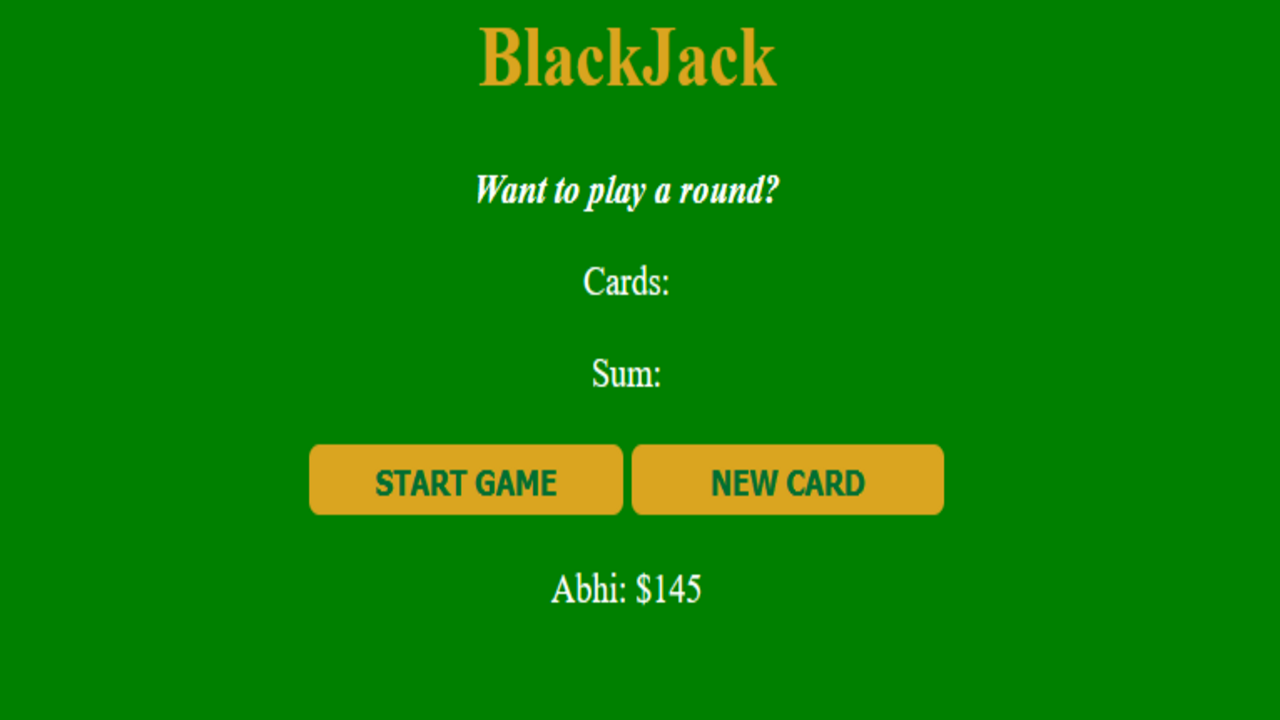 BlackJack
Want to play a round?
Cards:
Sum:
START GAME NEW CARD
Abhi: $145